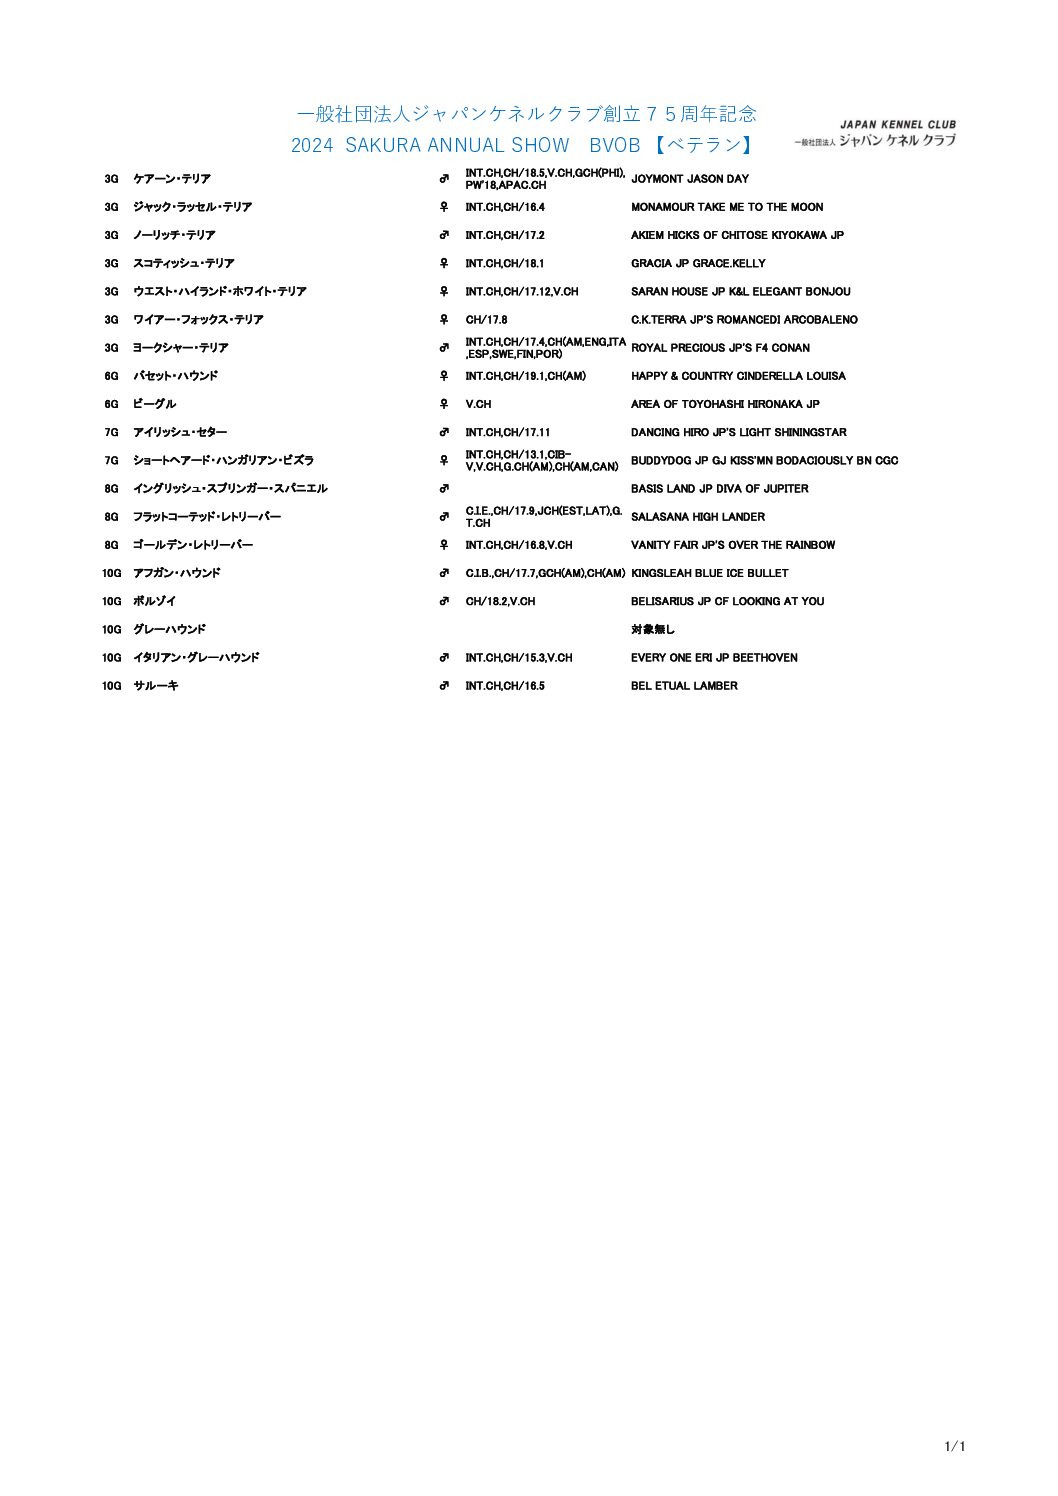 一般社団法人ジャパンケネルクラブ創立７５周年記念
2024 SAKURA ANNUAL SHOW　BVOB 【ベテラン】
JAPAN KENNEL CLUB
一般社団法人 ジャパン ケネル クラブ
3G ケアーン・テリア ♂ INT.CH,CH/18.5,V.CH,GCH(PHI),PW'18,APAC.CH JOYMONT JASON DAY
3G ジャック・ラッセル・テリア ♀ INT.CH,CH/16.4 MONAMOUR TAKE ME TO THE MOON
3G ノーリッチ・テリア ♂ INT.CH,CH/17.2 AKIEM HICKS OF CHITOSE KIYOKAWA JP
3G スコティッシュ・テリア ♀ INT.CH,CH/18.1 GRACIA JP GRACE.KELLY
3G ウエスト・ハイランド・ホワイト・テリア ♀ INT.CH,CH/17.12,V.CH SARAN HOUSE JP K&L ELEGANT BONJOU
3G ワイアー・フォックス・テリア ♀ CH/17.8 C.K.TERRA JP'S ROMANCEDI ARCOBALENO
3G ヨークシャー・テリア ♂ INT.CH,CH/17.4,CH(AM,ENG,ITA,ESP,SWE,FIN,POR) ROYAL PRECIOUS JP'S F4 CONAN
6G バセット・ハウンド ♀ INT.CH,CH/19.1,CH(AM) HAPPY & COUNTRY CINDERELLA LOUISA
6G ビーグル ♀ V.CH AREA OF TOYOHASHI HIRONAKA JP
7G アイリッシュ・セター ♂ INT.CH,CH/17.11 DANCING HIRO JP'S LIGHT SHININGSTAR
7G ショートヘアード・ハンガリアン・ビズラ ♀ INT.CH,CH/13.1,CIB-V,V.CH,G.CH(AM),CH(AM,CAN) BUDDYDOG JP GJ KISS'MN BODACIOUSLY BN CGC
8G イングリッシュ・スプリンガー・スパニエル ♂ BASIS LAND JP DIVA OF JUPITER
8G フラットコーテッド・レトリーバー ♂ C.I.E.,CH/17.9,JCH(EST,LAT),G.T.CH SALASANA HIGH LANDER
8G ゴールデン・レトリーバー ♀ INT.CH,CH/16.8,V.CH VANITY FAIR JP'S OVER THE RAINBOW
10G アフガン・ハウンド ♂ C.I.B.,CH/17.7,GCH(AM),CH(AM) KINGSLEAH BLUE ICE BULLET
10G ボルゾイ ♂ CH/18.2,V.CH BELISARIUS JP CF LOOKING AT YOU
10G グレーハウンド 対象無し
10G イタリアン・グレーハウンド ♂ INT.CH,CH/15.3,V.CH EVERY ONE ERI JP BEETHOVEN
10G サルーキ ♂ INT.CH,CH/16.5 BEL ETUAL LAMBER
1/1